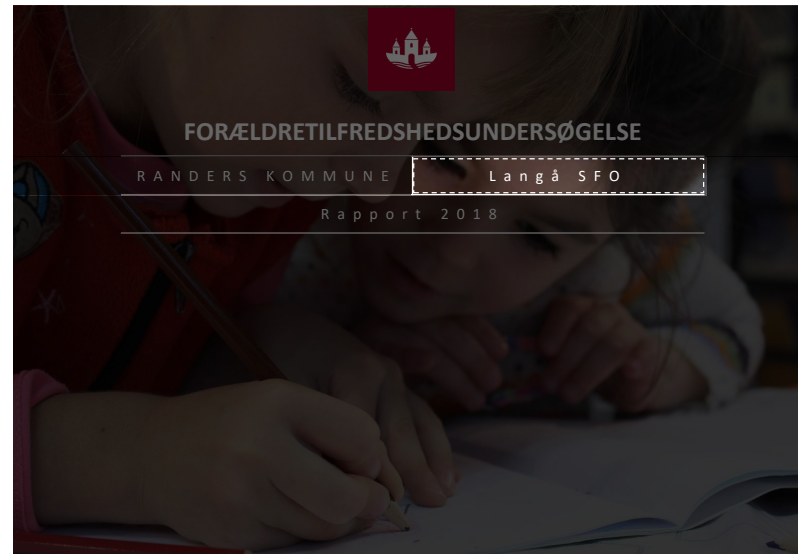 FORÆLDRETILFREDSHEDSUNDERSØGELSE
RANDERS KOMMUNE Langå SFO
Rapport 2018